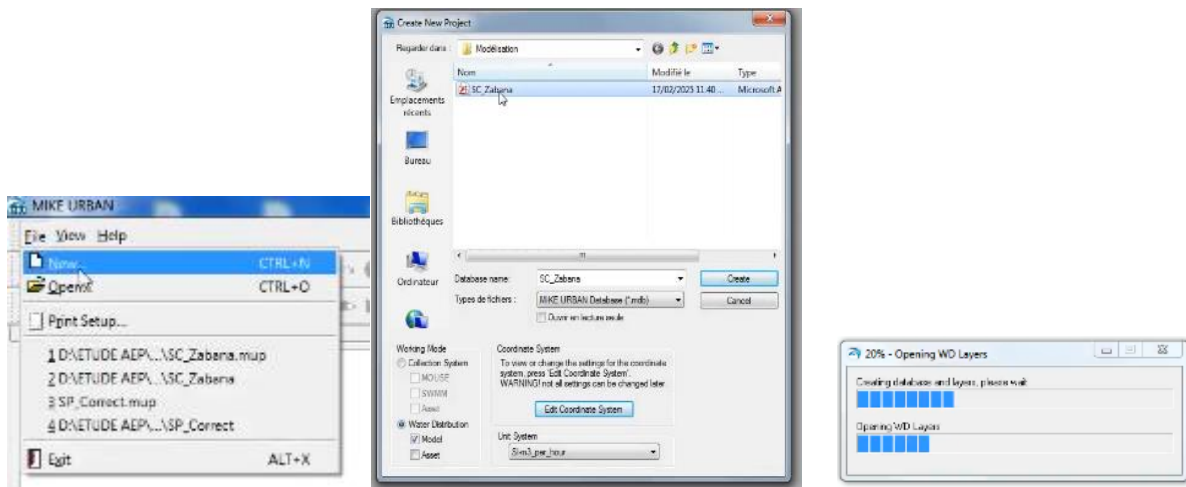 MIKE URBAN
File View Help
New... CTRL+N
Open... CTRL+O
Print Setup...
1 D:\ETUDE AEP\...\SC_Zabana.mup
2 D:\ETUDE AEP\...\SC_Zabana
3 SP_Correct.mup
4 D:\ETUDE AEP\...\SP_Correct
Exit ALT+X
Create New Project
Regarder dans : Modélisation
Nom Modifié le Type
SC_Zabana 17/02/2025 11:40 ... Microsoft A
Emplacements
récents
Bureau
Bibliothèques
Ordinateur
Database name: SC_Zabana Create
Types de fichiers : MIKE URBAN Database (*.mdb) Cancel
Ouvrir en lecture seule
Working Mode
Collection System
MOUSE
SWMM
Asset
Water Distribution
Model
Asset
Coordinate System
To view or change the settings for the coordinate
system, press 'Edit Coordinate System'.
WARNING! not all settings can be changed later
Edit Coordinate System
Unit System
SI<m3_per_hour
20% - Opening WD Layers
Creating database and layers, please wait
Opening WD Layers